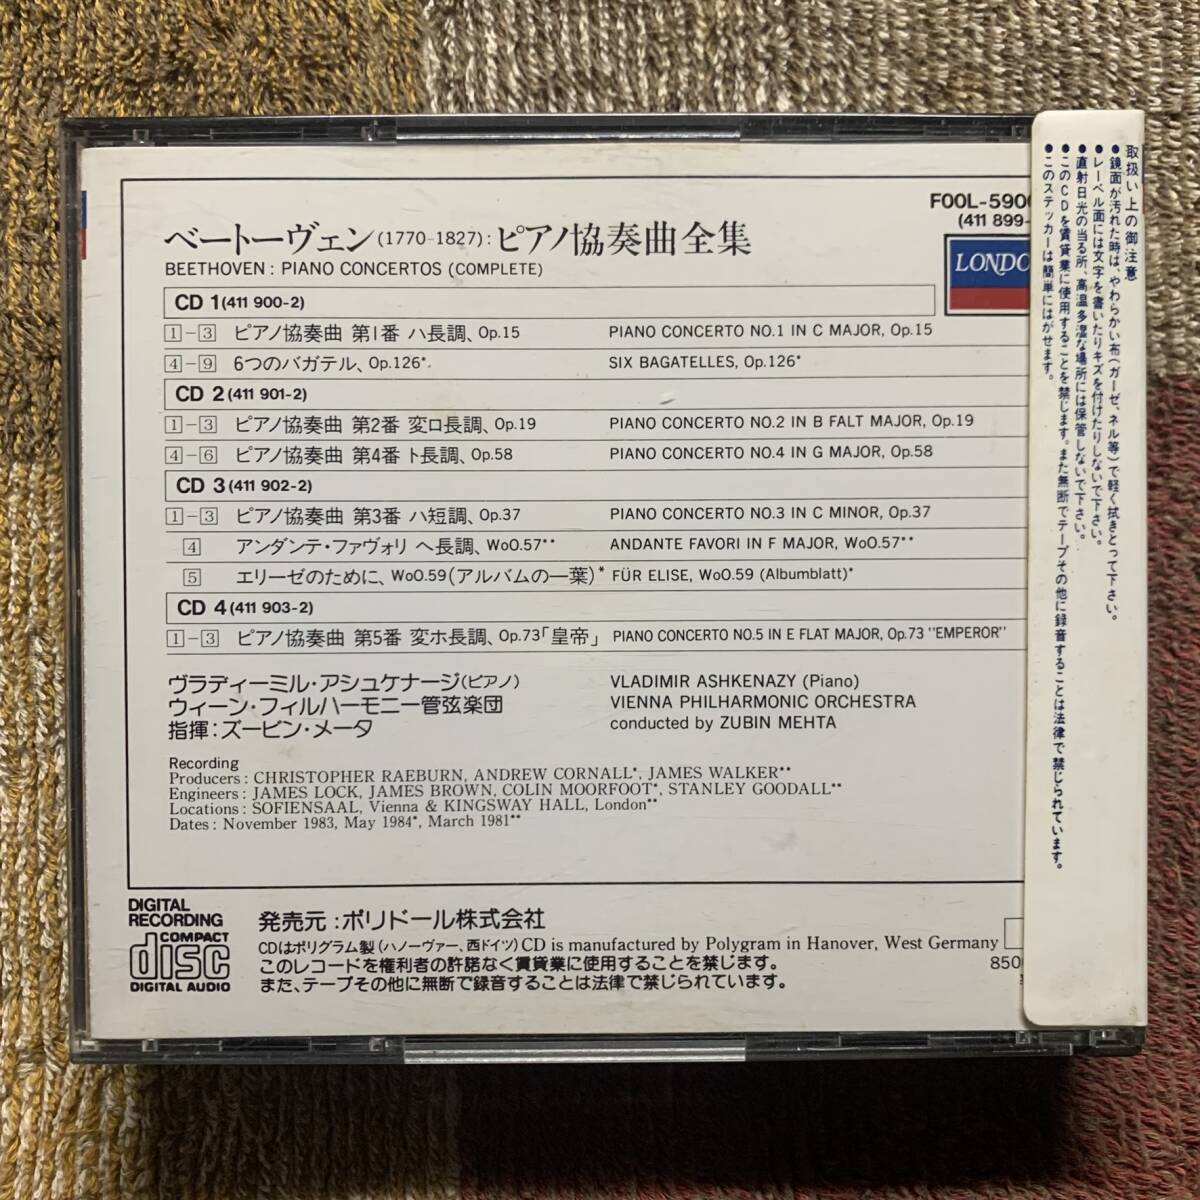 F00L-590
(411 899-
LONDO
ベートーヴェン(1770-1827):ピアノ協奏曲全集
BEETHOVEN : PIANO CONCERTOS (COMPLETE)
CD 1 (411 900-2)
1-3 ピアノ協奏曲 第1番 ハ長調、Op.15 PIANO CONCERTO NO.1 IN C MAJOR, Op.15
4-9 6つのバガテル、Op.126*. SIX BAGATELLES, Op.126*
CD 2 (411 901-2)
1-3 ピアノ協奏曲 第2番 変ロ長調、Op.19 PIANO CONCERTO NO.2 IN B FALT MAJOR, Op.19
4-6 ピアノ協奏曲 第4番 ト長調、Op.58 PIANO CONCERTO NO.4 IN G MAJOR, Op.58
CD 3 (411 902-2)
1-3 ピアノ協奏曲 第3番 ハ短調、Op.37 PIANO CONCERTO NO.3 IN C MINOR, Op.37
4 アンダンテ・ファヴォリ ヘ長調、WoO.57** ANDANTE FAVORI IN F MAJOR, WoO.57**
5 エリーゼのために、WoO.59(アルバムの一葉)* FÜR ELISE, WoO.59 (Albumblatt)*
CD 4 (411 903-2)
1-3 ピアノ協奏曲 第5番 変ホ長調、Op.73「皇帝」 PIANO CONCERTO NO.5 IN E FLAT MAJOR, Op.73 "EMPEROR"
ヴラディーミル・アシュケナージ(ピアノ) VLADIMIR ASHKENAZY (Piano)
ウィーン・フィルハーモニー管弦楽団 VIENNA PHILHARMONIC ORCHESTRA
指揮:ズービン・メータ conducted by ZUBIN MEHTA
Recording
Producers : CHRISTOPHER RAEBURN, ANDREW CORNALL*, JAMES WALKER**
Engineers : JAMES LOCK, JAMES BROWN, COLIN MOORFOOT*, STANLEY GOODALL**
Locations : SOFIENSAAL, Vienna & KINGSWAY HALL, London**
Dates : November 1983, May 1984*, March 1981**
DIGITAL
RECORDING
COMPACT
disc
DIGITAL AUDIO
発売元:ポリドール株式会社
CDはポリグラム製(ハノーヴァー、西ドイツ)CD is manufactured by Polygram in Hanover, West Germany
このレコードを権利者の許諾なく賃貸業に使用することを禁じます。
また、テープその他に無断で録音することは法律で禁じられています。
850
取扱い上の御注意
●鏡面が汚れた時は、やわらかい布(ガーゼ、ネル等)で軽く拭きとって下さい。
●レーベル面には文字を書いたりキズを付けたりしないで下さい。
●直射日光の当る所、高温多湿な場所には保管しないで下さい。
●このCDを賃貸業に使用することを禁じます。また無断でテープその他に録音することは法律で禁じられています。
●このステッカーは簡単にはがせます。